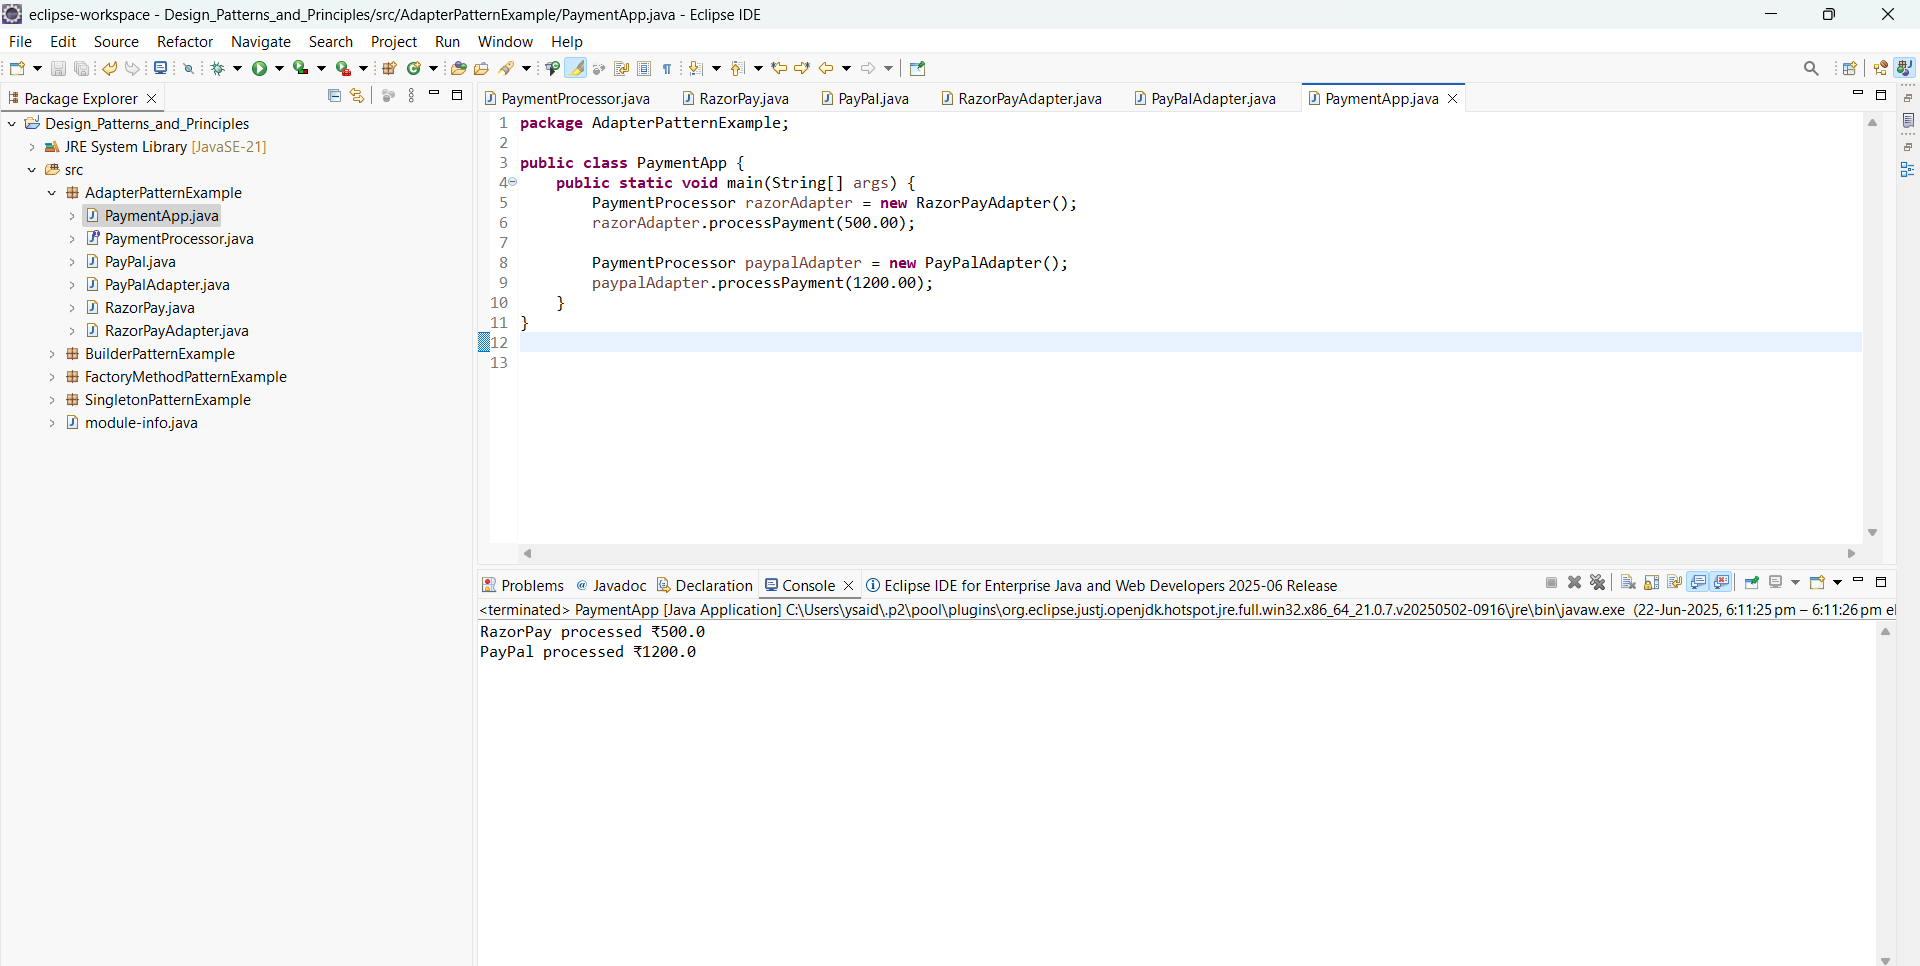 eclipse-workspace - Design_Patterns_and_Principles/src/AdapterPatternExample/PaymentApp.java - Eclipse IDE
File Edit Source Refactor Navigate Search Project Run Window Help
Package Explorer
Design_Patterns_and_Principles
JRE System Library [JavaSE-21]
src
AdapterPatternExample
PaymentApp.java
PaymentProcessor.java
PayPal.java
PayPalAdapter.java
RazorPay.java
RazorPayAdapter.java
BuilderPatternExample
FactoryMethodPatternExample
SingletonPatternExample
module-info.java
PaymentProcessor.java RazorPay.java PayPal.java RazorPayAdapter.java PayPalAdapter.java PaymentApp.java
1 package AdapterPatternExample;
2
3 public class PaymentApp {
4 public static void main(String[] args) {
5 PaymentProcessor razorAdapter = new RazorPayAdapter();
6 razorAdapter.processPayment(500.00);
7
8 PaymentProcessor paypalAdapter = new PayPalAdapter();
9 paypalAdapter.processPayment(1200.00);
10 }
11 }
12
13
Problems @ Javadoc Declaration Console Eclipse IDE for Enterprise Java and Web Developers 2025-06 Release
<terminated> PaymentApp [Java Application] C:\Users\ysaid\.p2\pool\plugins\org.eclipse.justj.openjdk.hotspot.jre.full.win32.x86_64_21.0.7.v20250502-0916\jre\bin\javaw.exe (22-Jun-2025, 6:11:25 pm – 6:11:26 pm el
RazorPay processed ₹500.0
PayPal processed ₹1200.0